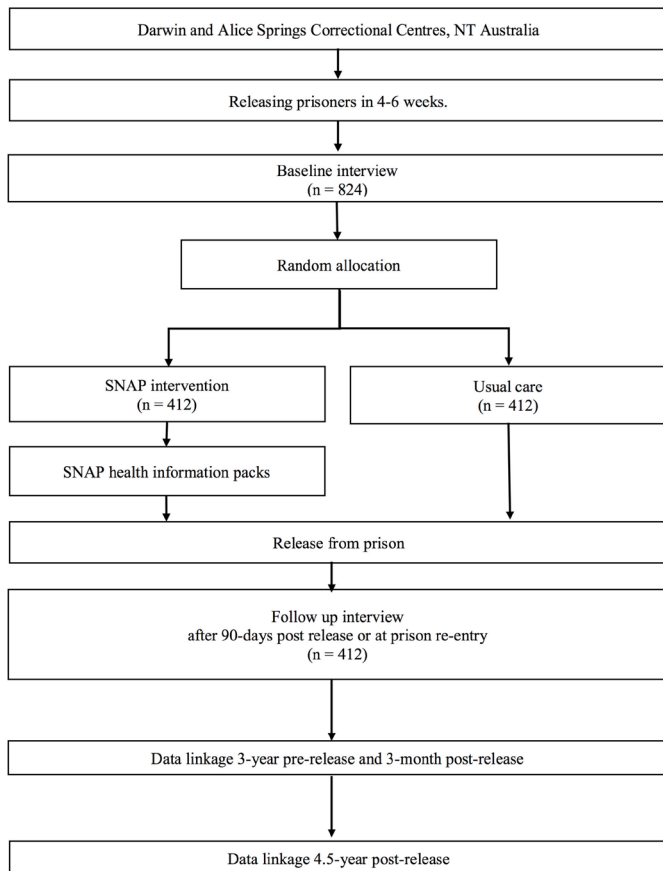 Darwin and Alice Springs Correctional Centres, NT Australia
Releasing prisoners in 4-6 weeks.
Baseline interview
(n = 824)
Random allocation
SNAP intervention
(n = 412)
Usual care
(n = 412)
SNAP health information packs
Release from prison
Follow up interview
after 90-days post release or at prison re-entry
(n = 412)
Data linkage 3-year pre-release and 3-month post-release
Data linkage 4.5-year post-release